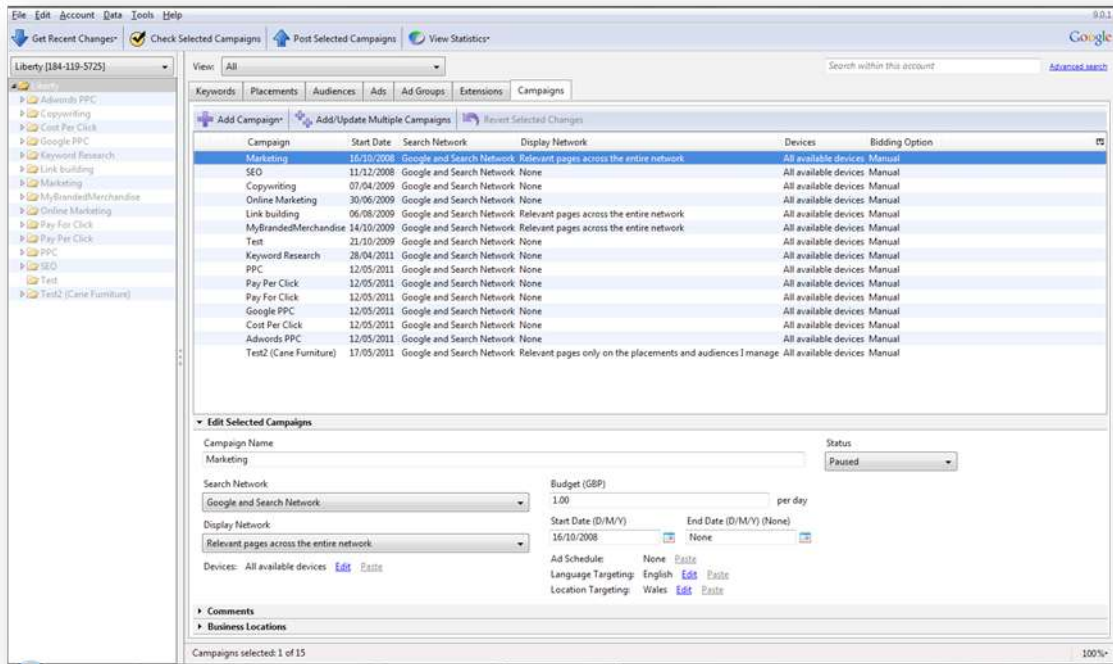 File Edit Account Data Tools Help 9.0.1
Get Recent Changes Check Selected Campaigns Post Selected Campaigns View Statistics Google
Liberty [184-119-5725] View: All Search within this account Advanced search
Liberty
Adwords PPC
Copywriting
Cost Per Click
Google PPC
Keyword Research
Link building
Marketing
MyBrandedMerchandise
Online Marketing
Pay For Click
Pay Per Click
PPC
SEO
Test
Test2 (Cane Furniture)
Keywords Placements Audiences Ads Ad Groups Extensions Campaigns
Add Campaign Add/Update Multiple Campaigns Revert Selected Changes
Campaign Start Date Search Network Display Network Devices Bidding Option
Marketing 16/10/2008 Google and Search Network Relevant pages across the entire network All available devices Manual
SEO 11/12/2008 Google and Search Network None All available devices Manual
Copywriting 07/04/2009 Google and Search Network None All available devices Manual
Online Marketing 30/06/2009 Google and Search Network None All available devices Manual
Link building 06/08/2009 Google and Search Network Relevant pages across the entire network All available devices Manual
MyBrandedMerchandise 14/10/2009 Google and Search Network Relevant pages across the entire network All available devices Manual
Test 21/10/2009 Google and Search Network None All available devices Manual
Keyword Research 28/04/2011 Google and Search Network None All available devices Manual
PPC 12/05/2011 Google and Search Network None All available devices Manual
Pay Per Click 12/05/2011 Google and Search Network None All available devices Manual
Pay For Click 12/05/2011 Google and Search Network None All available devices Manual
Google PPC 12/05/2011 Google and Search Network None All available devices Manual
Cost Per Click 12/05/2011 Google and Search Network None All available devices Manual
Adwords PPC 12/05/2011 Google and Search Network None All available devices Manual
Test2 (Cane Furniture) 17/05/2011 Google and Search Network Relevant pages only on the placements and audiences I manage All available devices Manual
Edit Selected Campaigns
Campaign Name Status
Marketing Paused
Search Network Budget (GBP)
Google and Search Network 1.00 per day
Display Network Start Date (D/M/Y) End Date (D/M/Y) (None)
Relevant pages across the entire network 16/10/2008 None
Devices: All available devices Edit Paste Ad Schedule: None Paste
Language Targeting: English Edit Paste
Location Targeting: Wales Edit Paste
Comments
Business Locations
Campaigns selected: 1 of 15 100%